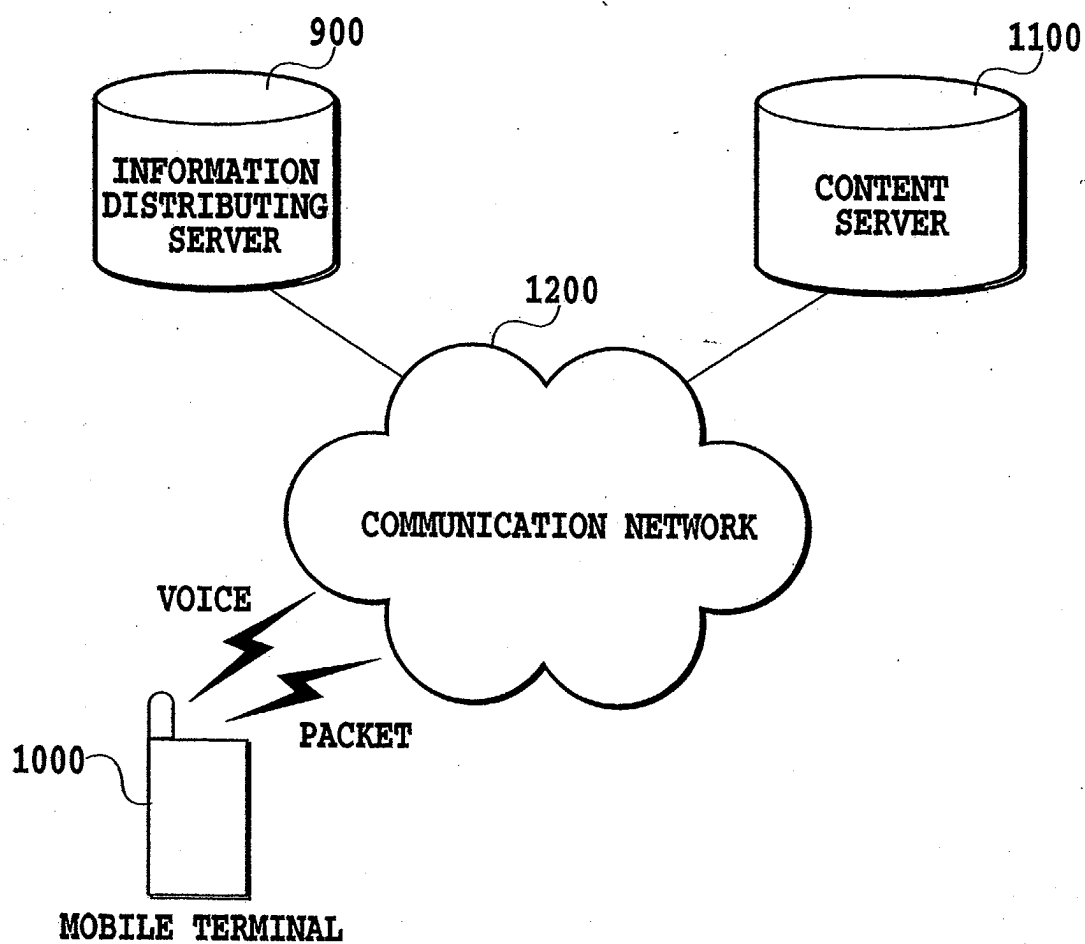 900
1100
INFORMATION
DISTRIBUTING
SERVER
CONTENT
SERVER
1200
COMMUNICATION NETWORK
VOICE
PACKET
1000
MOBILE TERMINAL